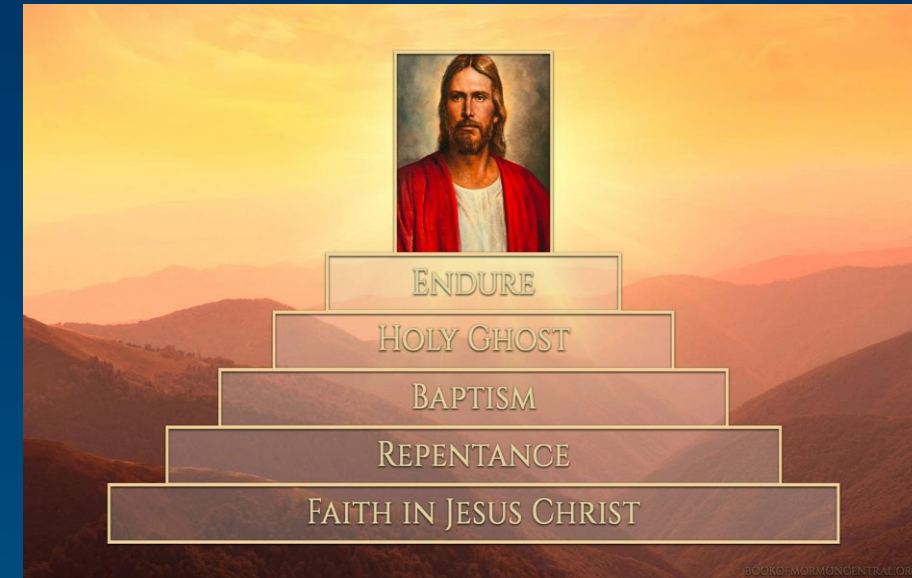 ENDURE
HOLY GHOST
BAPTISM
REPENTANCE
FAITH IN JESUS CHRIST
BOOKOFMORMONCENTRAL.OR